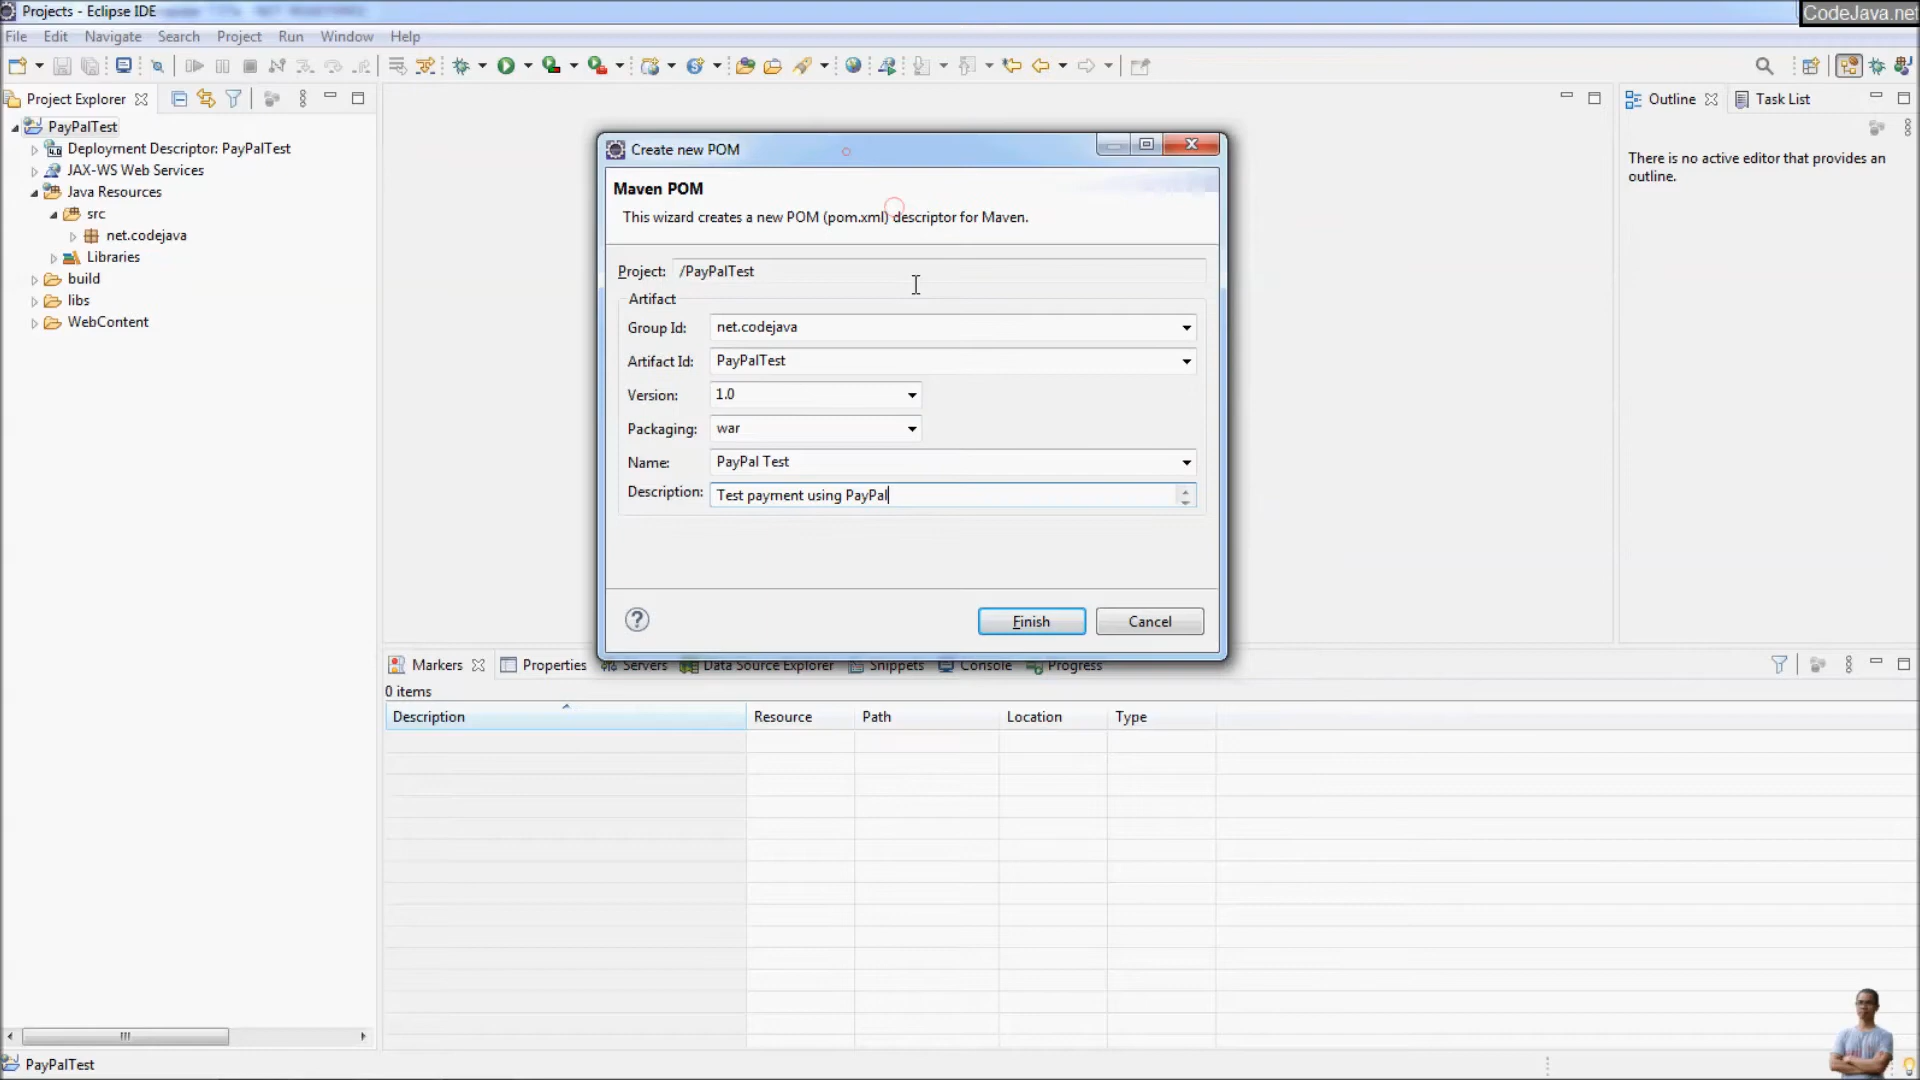 Projects - Eclipse IDE
CodeJava.net
File Edit Navigate Search Project Run Window Help
Project Explorer
PayPalTest
Deployment Descriptor: PayPalTest
JAX-WS Web Services
Java Resources
src
net.codejava
Libraries
build
libs
WebContent
Create new POM
Maven POM
This wizard creates a new POM (pom.xml) descriptor for Maven.
Project: /PayPalTest
Artifact
Group Id: net.codejava
Artifact Id: PayPalTest
Version: 1.0
Packaging: war
Name: PayPal Test
Description: Test payment using PayPal
Finish Cancel
Outline Task List
There is no active editor that provides an
outline.
Markers Properties Servers Data Source Explorer Snippets Console Progress
0 items
Description Resource Path Location Type
PayPalTest